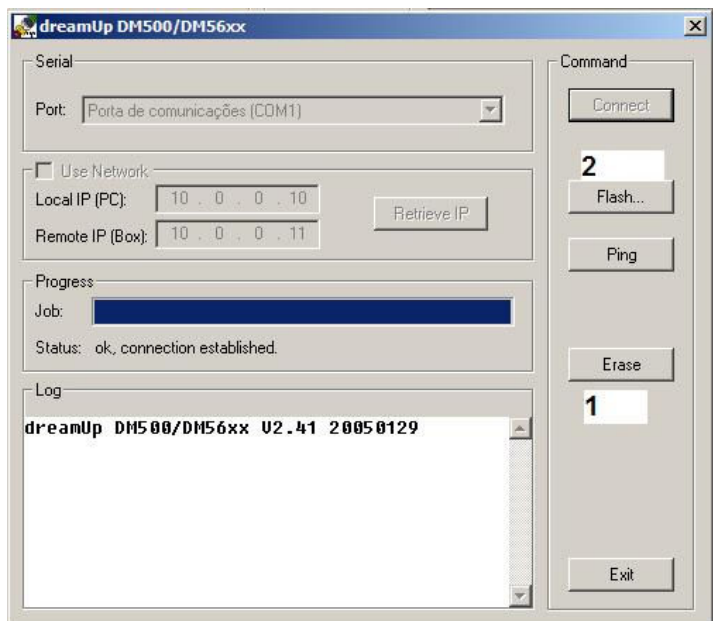 dreamUp DM500/DM56xx
Serial
Port: Porta de comunicações (COM1)
Use Network
Local IP (PC): 10 . 0 . 0 . 10
Remote IP (Box): 10 . 0 . 0 . 11
Retrieve IP
Progress
Job:
Status: ok, connection established.
Log
dreamUp DM500/DM56xx V2.41 20050129
Command
Connect
2
Flash...
Ping
Erase
1
Exit